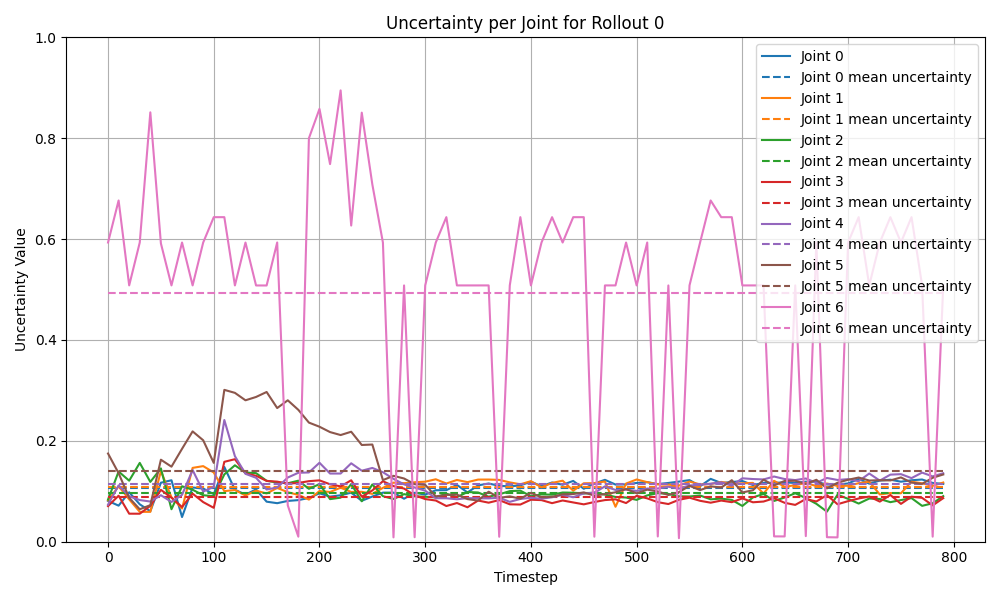 Uncertainty per Joint for Rollout 0
Uncertainty Value
1.0
0.8
0.6
0.4
0.2
0.0
0
100
200
300
400
500
600
700
800
Timestep
Joint 0
Joint 0 mean uncertainty
Joint 1
Joint 1 mean uncertainty
Joint 2
Joint 2 mean uncertainty
Joint 3
Joint 3 mean uncertainty
Joint 4
Joint 4 mean uncertainty
Joint 5
Joint 5 mean uncertainty
Joint 6
Joint 6 mean uncertainty